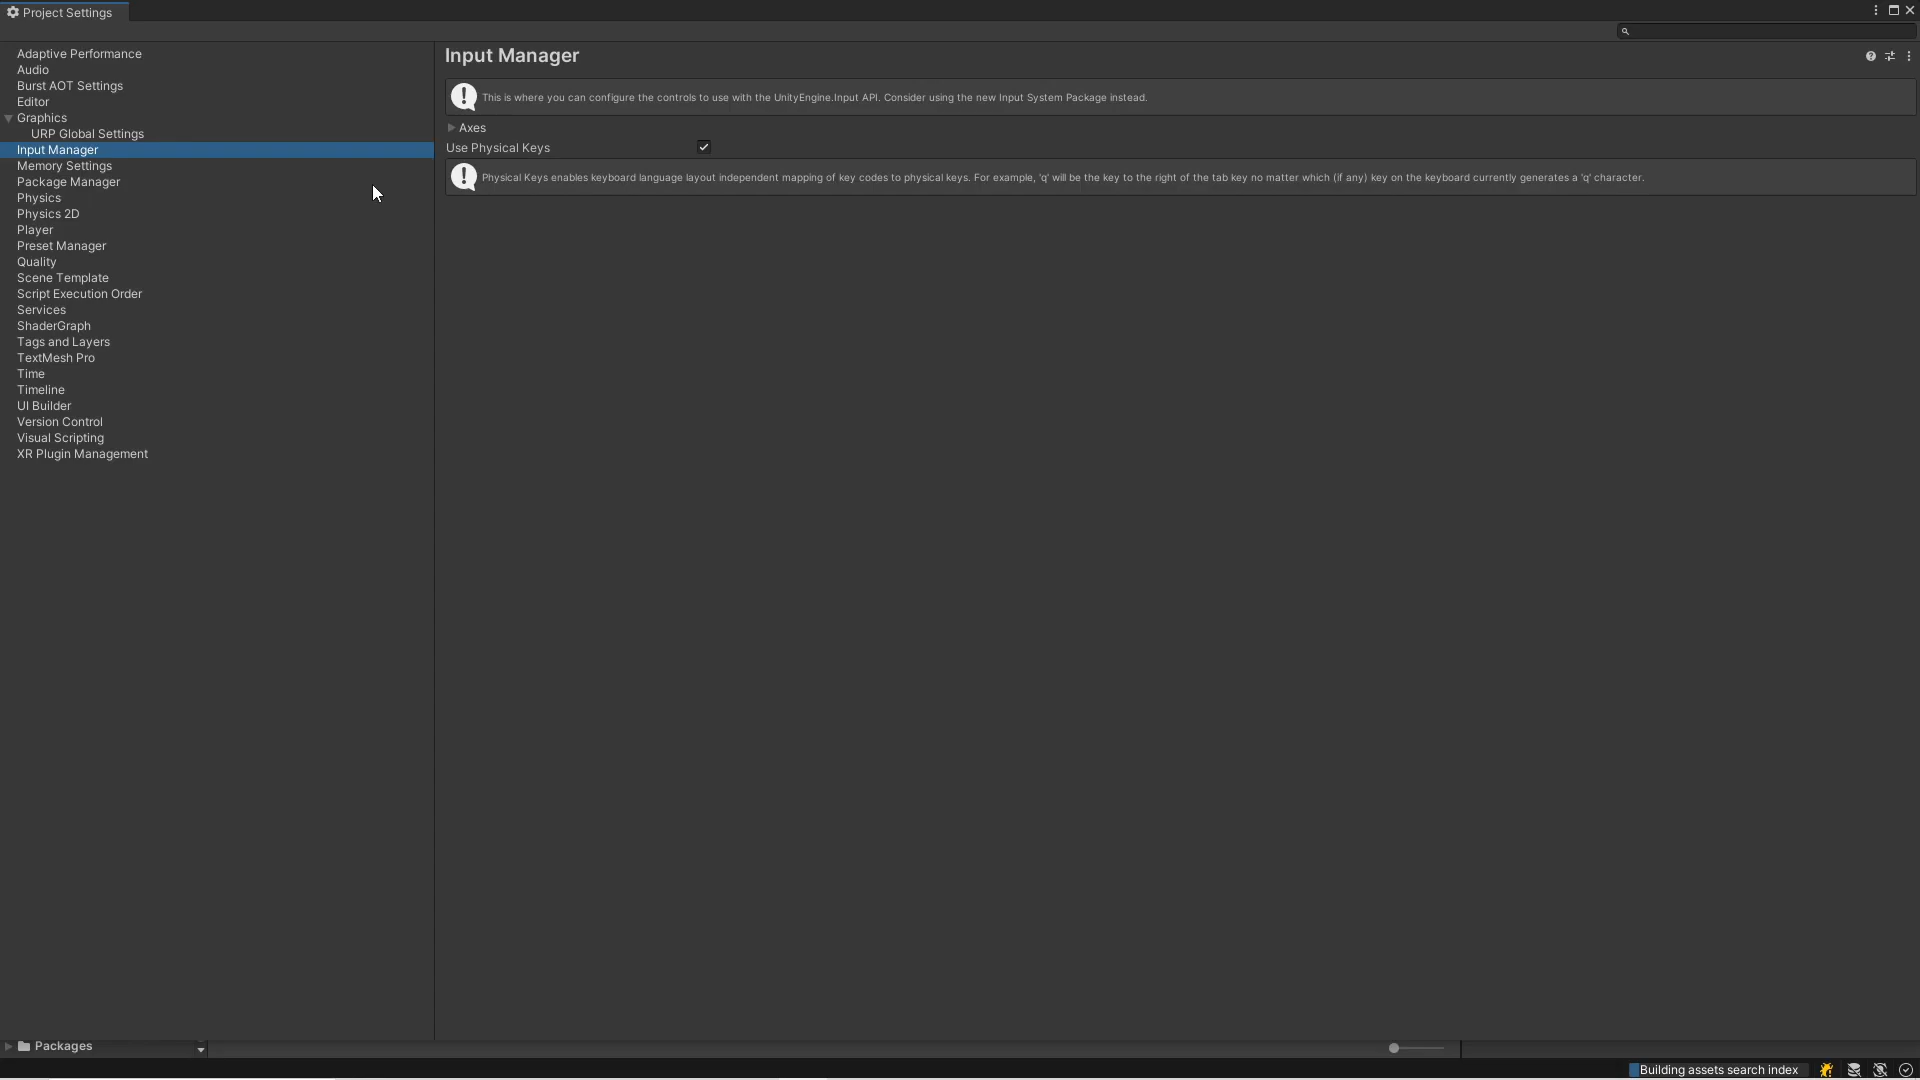 Project Settings
Adaptive Performance
Audio
Burst AOT Settings
Editor
Graphics
URP Global Settings
Input Manager
Memory Settings
Package Manager
Physics
Physics 2D
Player
Preset Manager
Quality
Scene Template
Script Execution Order
Services
ShaderGraph
Tags and Layers
TextMesh Pro
Time
Timeline
UI Builder
Version Control
Visual Scripting
XR Plugin Management
Input Manager
This is where you can configure the controls to use with the UnityEngine.Input API. Consider using the new Input System Package instead.
Axes
Use Physical Keys
Physical Keys enables keyboard language layout independent mapping of key codes to physical keys. For example, 'q' will be the key to the right of the tab key no matter which (if any) key on the keyboard currently generates a 'q' character.
Packages
Building assets search index